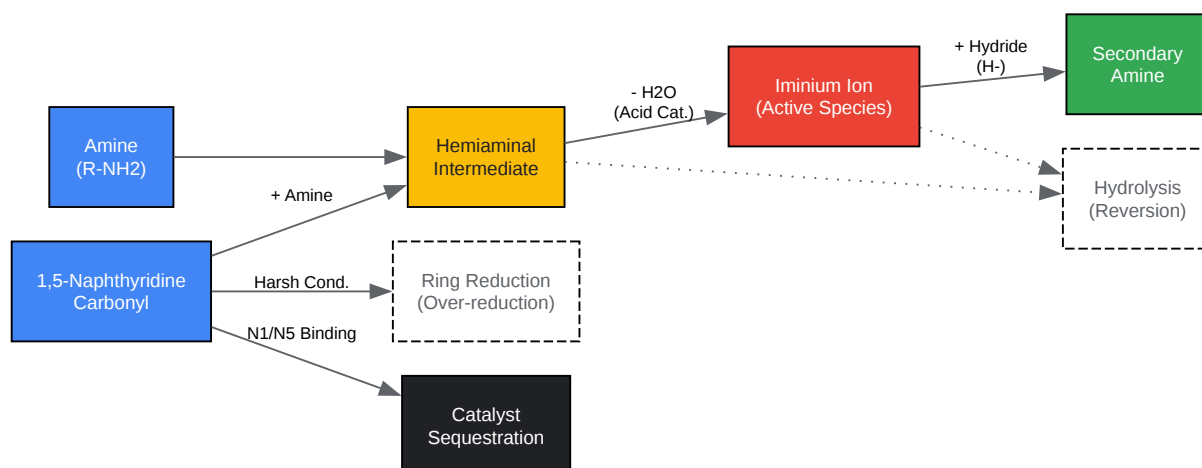 Amine
(R-NH2)
1,5-Naphthyridine
Carbonyl
+ Amine
Harsh Cond.
N1/N5 Binding
Hemiaminal
Intermediate
Ring Reduction
(Over-reduction)
Catalyst
Sequestration
- H2O
(Acid Cat.)
Iminium Ion
(Active Species)
+ Hydride
(H-)
Secondary
Amine
Hydrolysis
(Reversion)